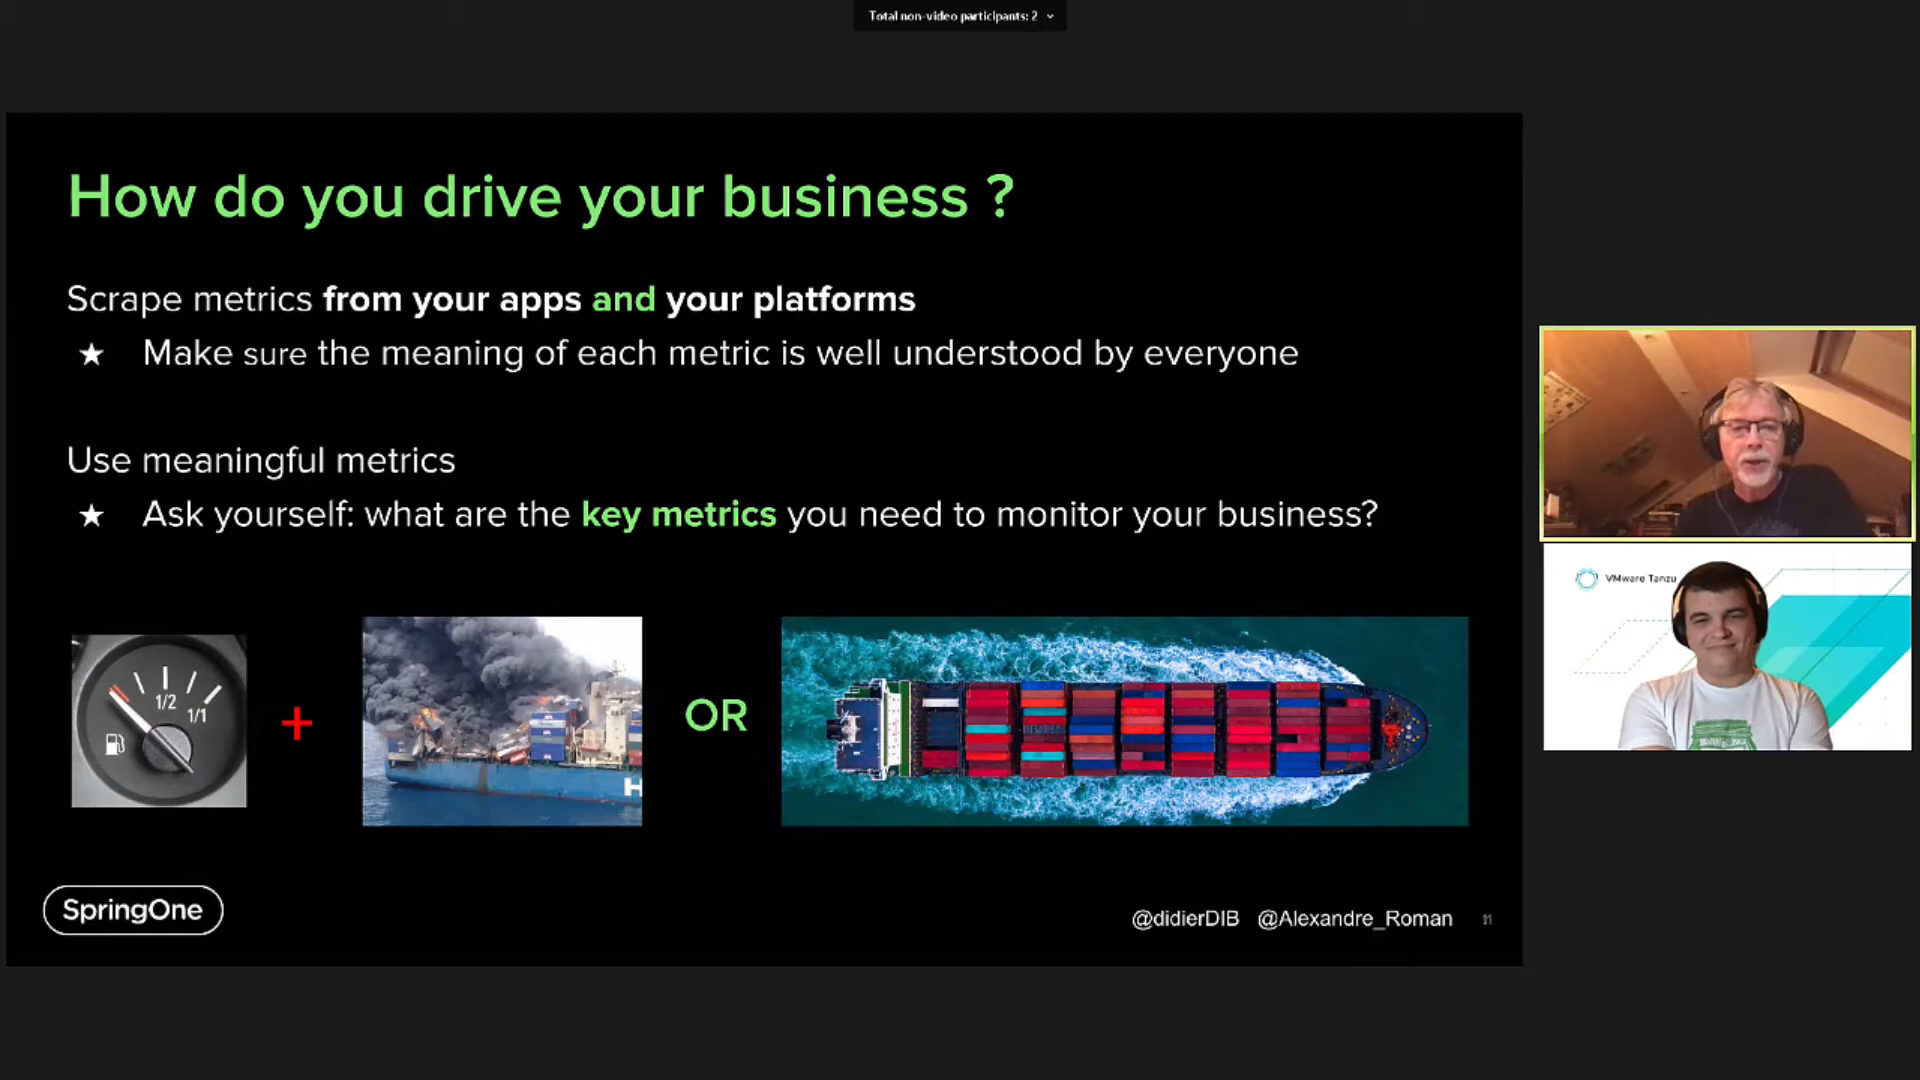 Total non-video participants: 2
How do you drive your business ?
Scrape metrics from your apps and your platforms
★ Make sure the meaning of each metric is well understood by everyone
Use meaningful metrics
★ Ask yourself: what are the key metrics you need to monitor your business?
1/2
1/1
+
H
OR
VMware Tanzu
SpringOne
@didierDIB @Alexandre_Roman